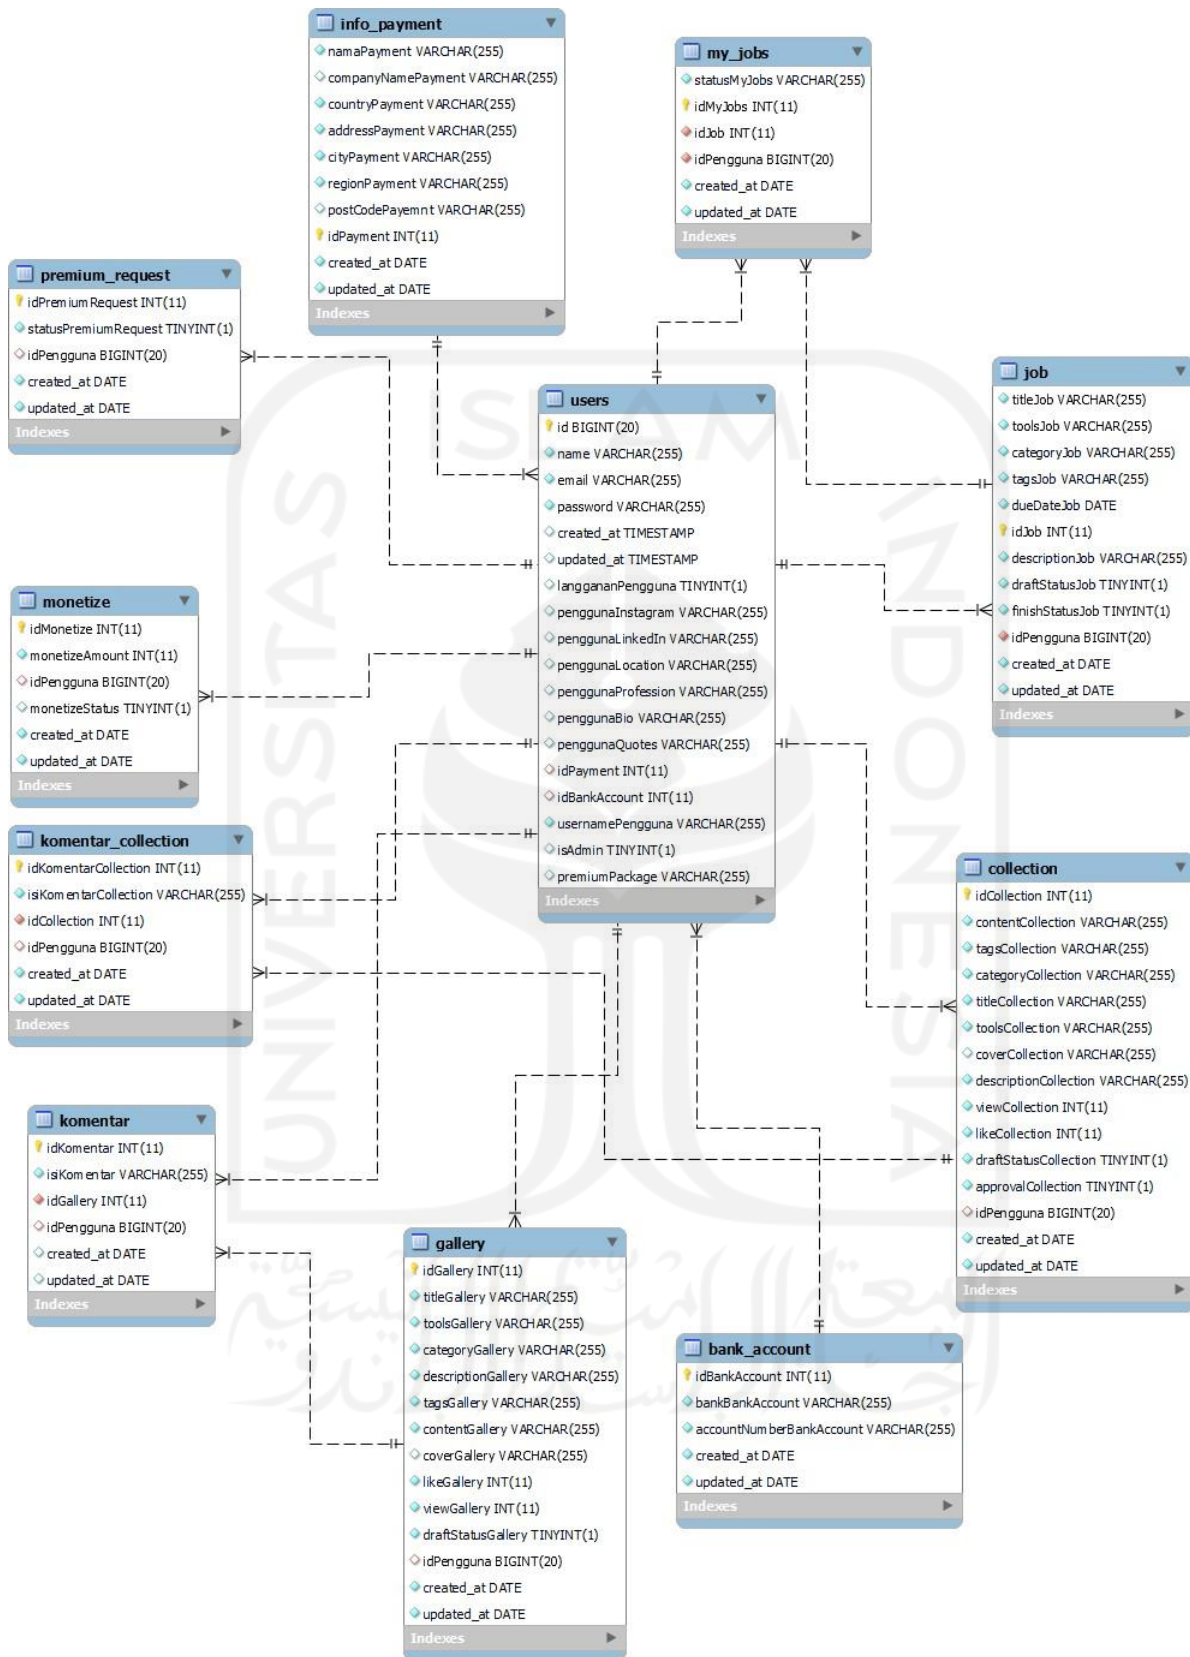 info_payment
namaPayment VARCHAR(255)
companyNamePayment VARCHAR(255)
countryPayment VARCHAR(255)
addressPayment VARCHAR(255)
cityPayment VARCHAR(255)
regionPayment VARCHAR(255)
postCodePayemnt VARCHAR(255)
idPayment INT(11)
created_at DATE
updated_at DATE
Indexes
my_jobs
statusMyJobs VARCHAR(255)
idMyJobs INT(11)
idJob INT(11)
idPengguna BIGINT(20)
created_at DATE
updated_at DATE
Indexes
premium_request
idPremiumRequest INT(11)
statusPremiumRequest TINYINT(1)
idPengguna BIGINT(20)
created_at DATE
updated_at DATE
Indexes
users
id BIGINT(20)
name VARCHAR(255)
email VARCHAR(255)
password VARCHAR(255)
created_at TIMESTAMP
updated_at TIMESTAMP
langgananPengguna TINYINT(1)
penggunaInstagram VARCHAR(255)
penggunaLinkedIn VARCHAR(255)
penggunaLocation VARCHAR(255)
penggunaProfession VARCHAR(255)
penggunaBio VARCHAR(255)
penggunaQuotes VARCHAR(255)
idPayment INT(11)
idBankAccount INT(11)
usernamePengguna VARCHAR(255)
isAdmin TINYINT(1)
premiumPackage VARCHAR(255)
Indexes
job
titleJob VARCHAR(255)
toolsJob VARCHAR(255)
categoryJob VARCHAR(255)
tagsJob VARCHAR(255)
dueDateJob DATE
idJob INT(11)
descriptionJob VARCHAR(255)
draftStatusJob TINYINT(1)
finishStatusJob TINYINT(1)
idPengguna BIGINT(20)
created_at DATE
updated_at DATE
Indexes
monetize
idMonetize INT(11)
monetizeAmount INT(11)
idPengguna BIGINT(20)
monetizeStatus TINYINT(1)
created_at DATE
updated_at DATE
Indexes
komentar_collection
idKomentarCollection INT(11)
isiKomentarCollection VARCHAR(255)
idCollection INT(11)
idPengguna BIGINT(20)
created_at DATE
updated_at DATE
Indexes
collection
idCollection INT(11)
contentCollection VARCHAR(255)
tagsCollection VARCHAR(255)
categoryCollection VARCHAR(255)
titleCollection VARCHAR(255)
toolsCollection VARCHAR(255)
coverCollection VARCHAR(255)
descriptionCollection VARCHAR(255)
viewCollection INT(11)
likeCollection INT(11)
draftStatusCollection TINYINT(1)
approvalCollection TINYINT(1)
idPengguna BIGINT(20)
created_at DATE
updated_at DATE
Indexes
komentar
idKomentar INT(11)
isiKomentar VARCHAR(255)
idGallery INT(11)
idPengguna BIGINT(20)
created_at DATE
updated_at DATE
Indexes
gallery
idGallery INT(11)
titleGallery VARCHAR(255)
toolsGallery VARCHAR(255)
categoryGallery VARCHAR(255)
descriptionGallery VARCHAR(255)
tagsGallery VARCHAR(255)
contentGallery VARCHAR(255)
coverGallery VARCHAR(255)
likeGallery INT(11)
viewGallery INT(11)
draftStatusGallery TINYINT(1)
idPengguna BIGINT(20)
created_at DATE
updated_at DATE
Indexes
bank_account
idBankAccount INT(11)
bankBankAccount VARCHAR(255)
accountNumberBankAccount VARCHAR(255)
created_at DATE
updated_at DATE
Indexes
UNIVERSITAS
ISLAM
INDONESIA